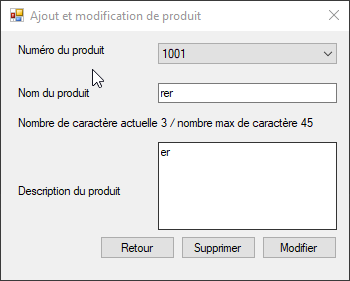 Ajout et modification de produit
Numéro du produit 1001
Nom du produit rer
Nombre de caractère actuelle 3 / nombre max de caractère 45
Description du produit er
Retour Supprimer Modifier